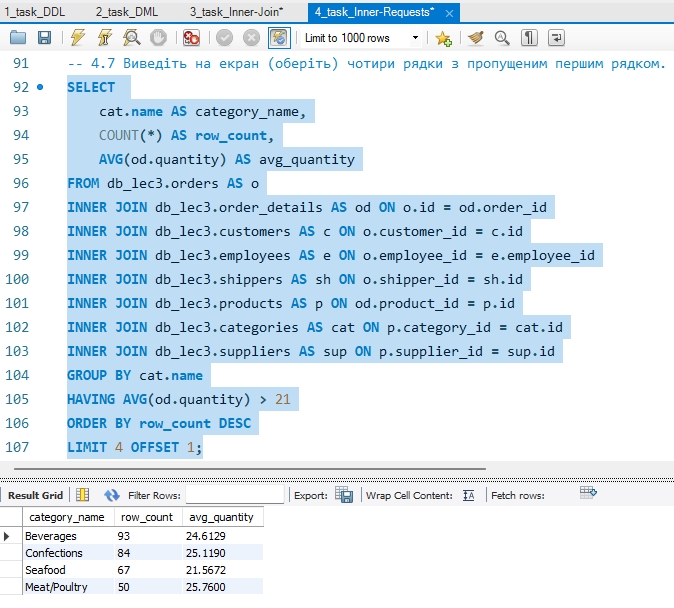 1_task_DDL 2_task_DML 3_task_Inner-Join* 4_task_Inner-Requests*
Limit to 1000 rows
91 -- 4.7 Виведіть на екран (оберіть) чотири рядки з пропущеним першим рядком.
92 SELECT
93 cat.name AS category_name,
94 COUNT(*) AS row_count,
95 AVG(od.quantity) AS avg_quantity
96 FROM db_lec3.orders AS o
97 INNER JOIN db_lec3.order_details AS od ON o.id = od.order_id
98 INNER JOIN db_lec3.customers AS c ON o.customer_id = c.id
99 INNER JOIN db_lec3.employees AS e ON o.employee_id = e.employee_id
100 INNER JOIN db_lec3.shippers AS sh ON o.shipper_id = sh.id
101 INNER JOIN db_lec3.products AS p ON od.product_id = p.id
102 INNER JOIN db_lec3.categories AS cat ON p.category_id = cat.id
103 INNER JOIN db_lec3.suppliers AS sup ON p.supplier_id = sup.id
104 GROUP BY cat.name
105 HAVING AVG(od.quantity) > 21
106 ORDER BY row_count DESC
107 LIMIT 4 OFFSET 1;
Result Grid Filter Rows: Export: Wrap Cell Content: Fetch rows:
category_name row_count avg_quantity
Beverages 93 24.6129
Confections 84 25.1190
Seafood 67 21.5672
Meat/Poultry 50 25.7600